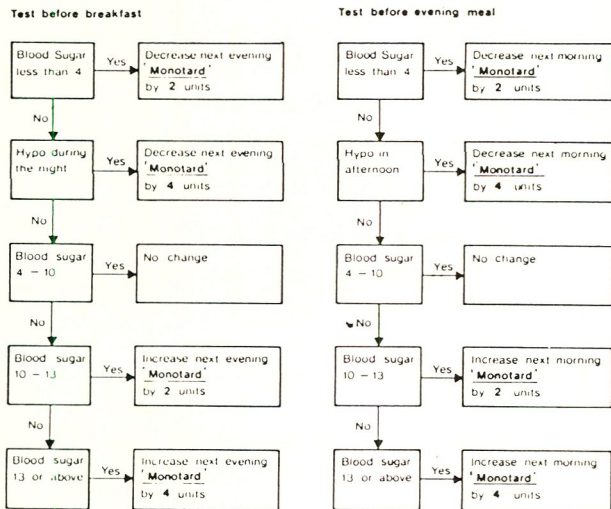 Test before breakfast
Blood Sugar
less than 4
Yes
Decrease next evening
'Monotard'
by 2 units
No
Hypo during
the night
Yes
Decrease next evening
'Monotard'
by 4 units
No
Blood sugar
4 – 10
Yes
No change
No
Blood sugar
10 – 13
Yes
Increase next evening
'Monotard'
by 2 units
No
Blood sugar
13 or above
Yes
Increase next evening
'Monotard'
by 4 units
Test before evening meal
Blood Sugar
less than 4
Yes
Decrease next morning
'Monotard'
by 2 units
No
Hypo in
afternoon
Yes
Decrease next morning
'Monotard'
by 4 units
No
Blood sugar
4 – 10
Yes
No change
No
Blood sugar
10 – 13
Yes
Increase next morning
'Monotard'
by 2 units
No
Blood sugar
13 or above
Yes
Increase next morning
'Monotard'
by 4 units